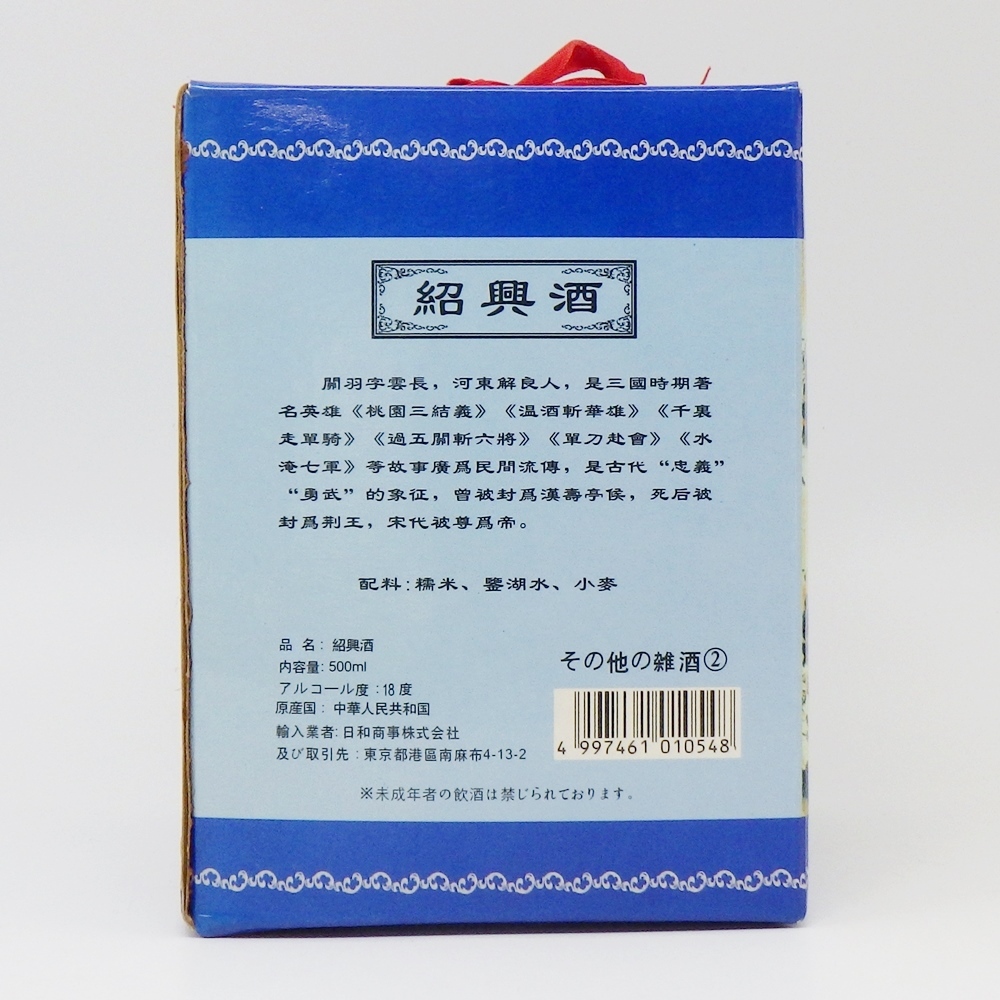 紹興酒
關羽字雲長，河東解良人，是三國時期著
名英雄《桃園三結義》《温酒斬華雄》《千裏
走單騎》《過五關斬六將》《單刀赴會》《水
淹七軍》等故事廣爲民間流傳，是古代“忠義”
“勇武”的象征，曾被封爲漢壽亭侯，死后被
封爲荆王，宋代被尊爲帝。
配料:糯米、鑒湖水、小麥
品 名: 紹興酒
内容量: 500ml
アルコール度 :18 度
原産国: 中華人民共和国
輸入業者: 日和商事株式会社
及び取引先 : 東京都港區南麻布4-13-2
その他の雑酒②
4 997461 010548
※未成年者の飲酒は禁じられております。